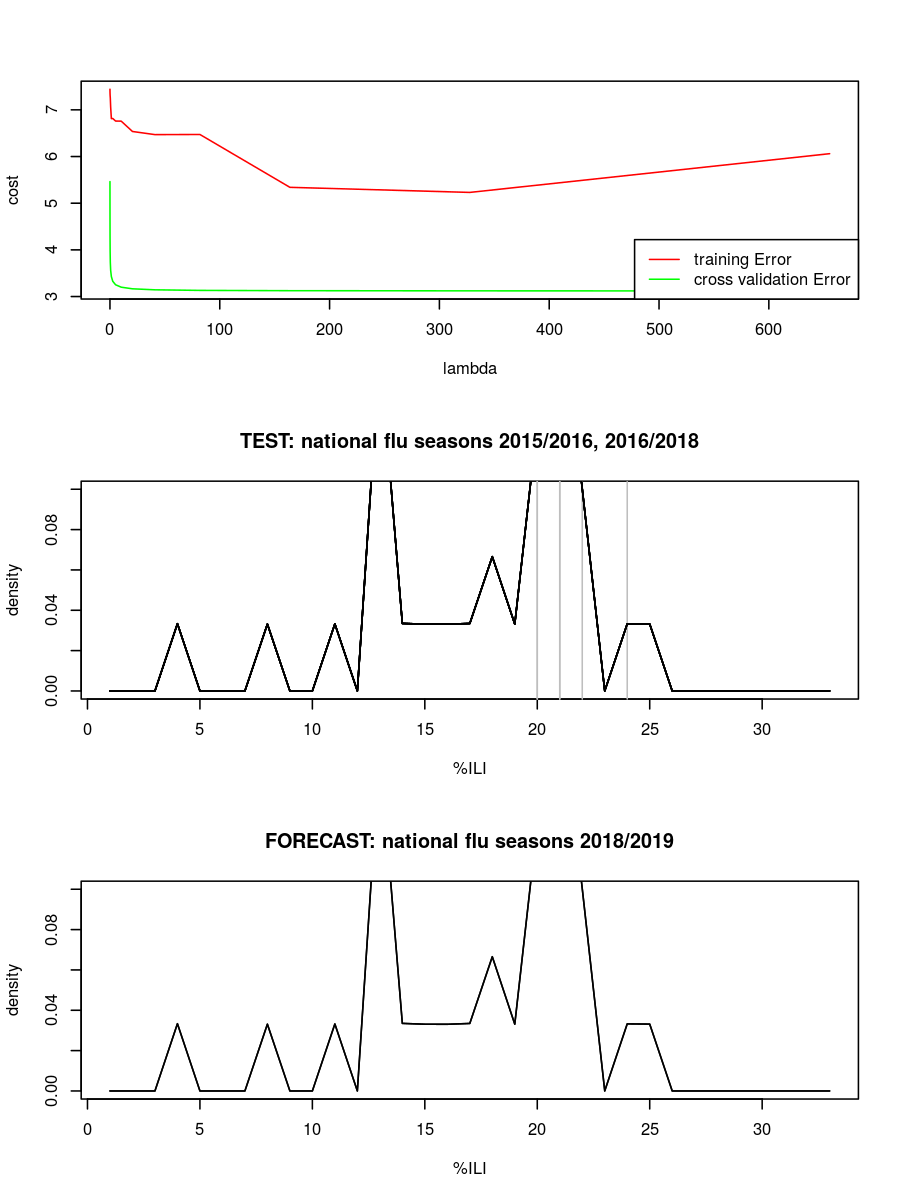 7
6
5
4
3
cost
training Error
cross validation Error
0 100 200 300 400 500 600
lambda
TEST: national flu seasons 2015/2016, 2016/2018
0.08
0.04
0.00
density
0 5 10 15 20 25 30
%ILI
FORECAST: national flu seasons 2018/2019
0.08
0.04
0.00
density
0 5 10 15 20 25 30
%ILI